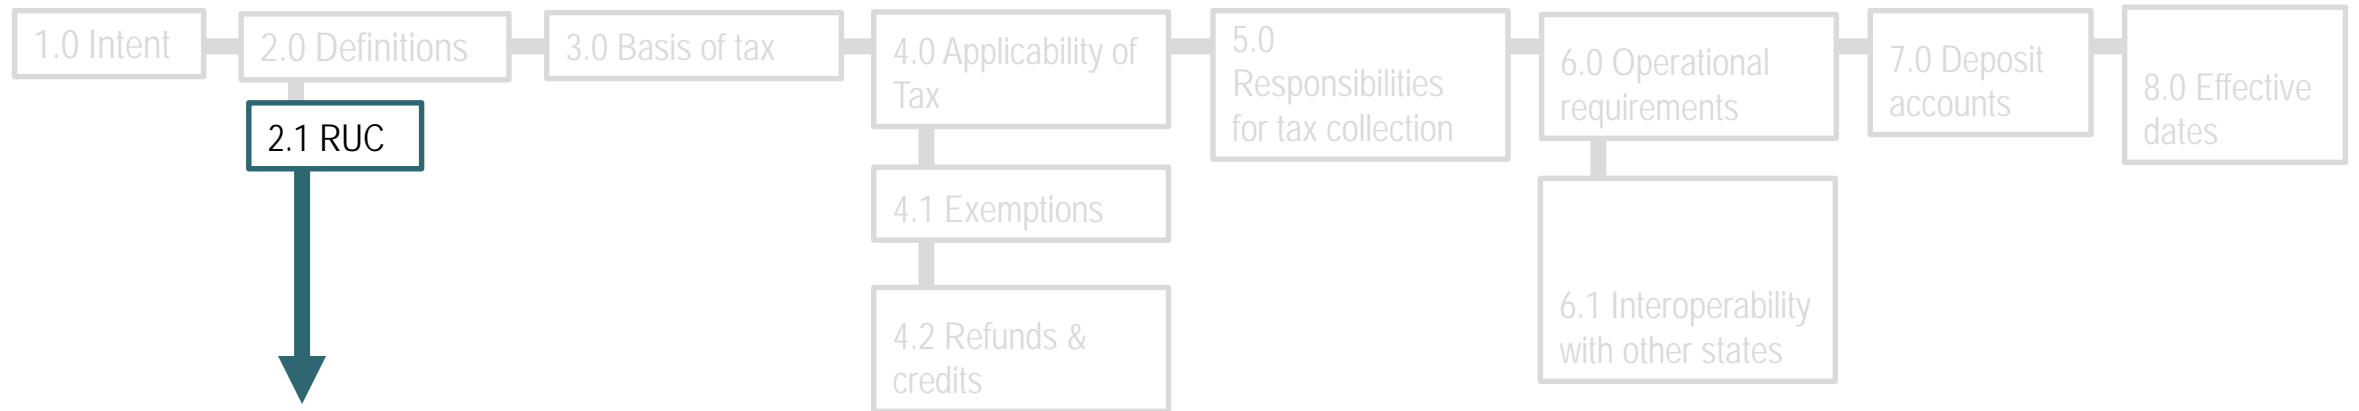 1.0 Intent
2.0 Definitions
2.1 RUC
3.0 Basis of tax
4.0 Applicability of
Tax
4.1 Exemptions
4.2 Refunds &
credits
5.0
Responsibilities
for tax collection
6.0 Operational
requirements
6.1 Interoperability
with other states
7.0 Deposit
accounts
8.0 Effective
dates